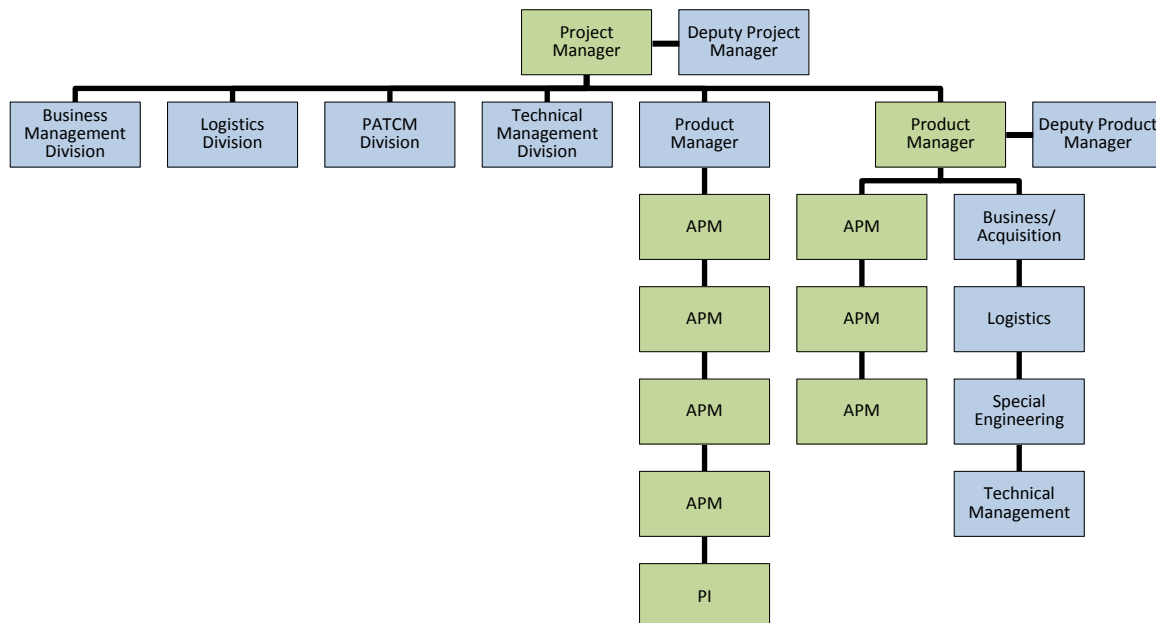 Project
Manager
Deputy Project
Manager
Business
Management
Division
Logistics
Division
PATCM
Division
Technical
Management
Division
Product
Manager
Product
Manager
Deputy Product
Manager
APM
APM
Business/
Acquisition
APM
APM
Logistics
APM
APM
Special
Engineering
APM
Technical
Management
PI